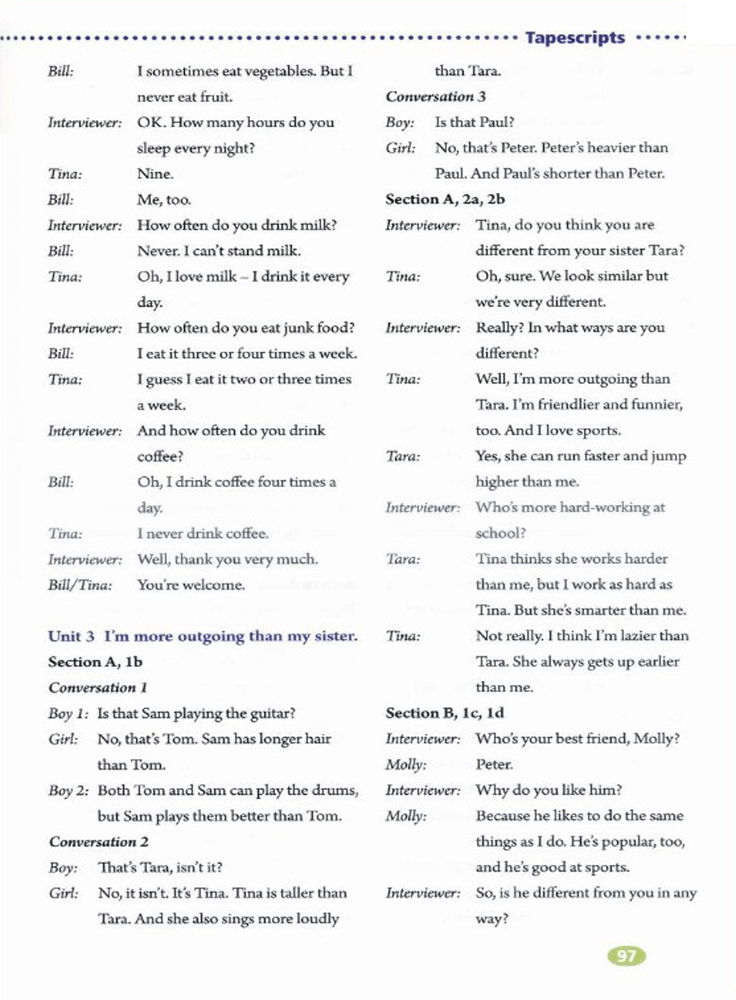 Tapescripts
Bill: I sometimes eat vegetables. But I
never eat fruit.
Interviewer: OK. How many hours do you
sleep every night?
Tina: Nine.
Bill: Me, too.
Interviewer: How often do you drink milk?
Bill: Never. I can't stand milk.
Tina: Oh, I love milk – I drink it every
day.
Interviewer: How often do you eat junk food?
Bill: I eat it three or four times a week.
Tina: I guess I eat it two or three times
a week.
Interviewer: And how often do you drink
coffee?
Bill: Oh, I drink coffee four times a
day.
Tina: I never drink coffee.
Interviewer: Well, thank you very much.
Bill/Tina: You're welcome.
Unit 3 I'm more outgoing than my sister.
Section A, 1b
Conversation 1
Boy 1: Is that Sam playing the guitar?
Girl: No, that's Tom. Sam has longer hair
than Tom.
Boy 2: Both Tom and Sam can play the drums,
but Sam plays them better than Tom.
Conversation 2
Boy: That's Tara, isn't it?
Girl: No, it isn't. It's Tina. Tina is taller than
Tara. And she also sings more loudly
than Tara.
Conversation 3
Boy: Is that Paul?
Girl: No, that's Peter. Peter's heavier than
Paul. And Paul's shorter than Peter.
Section A, 2a, 2b
Interviewer: Tina, do you think you are
different from your sister Tara?
Tina: Oh, sure. We look similar but
we're very different.
Interviewer: Really? In what ways are you
different?
Tina: Well, I'm more outgoing than
Tara. I'm friendlier and funnier,
too. And I love sports.
Tara: Yes, she can run faster and jump
higher than me.
Interviewer: Who's more hard-working at
school?
Tara: Tina thinks she works harder
than me, but I work as hard as
Tina. But she's smarter than me.
Tina: Not really. I think I'm lazier than
Tara. She always gets up earlier
than me.
Section B, 1c, 1d
Interviewer: Who's your best friend, Molly?
Molly: Peter.
Interviewer: Why do you like him?
Molly: Because he likes to do the same
things as I do. He's popular, too,
and he's good at sports.
Interviewer: So, is he different from you in any
way?
97